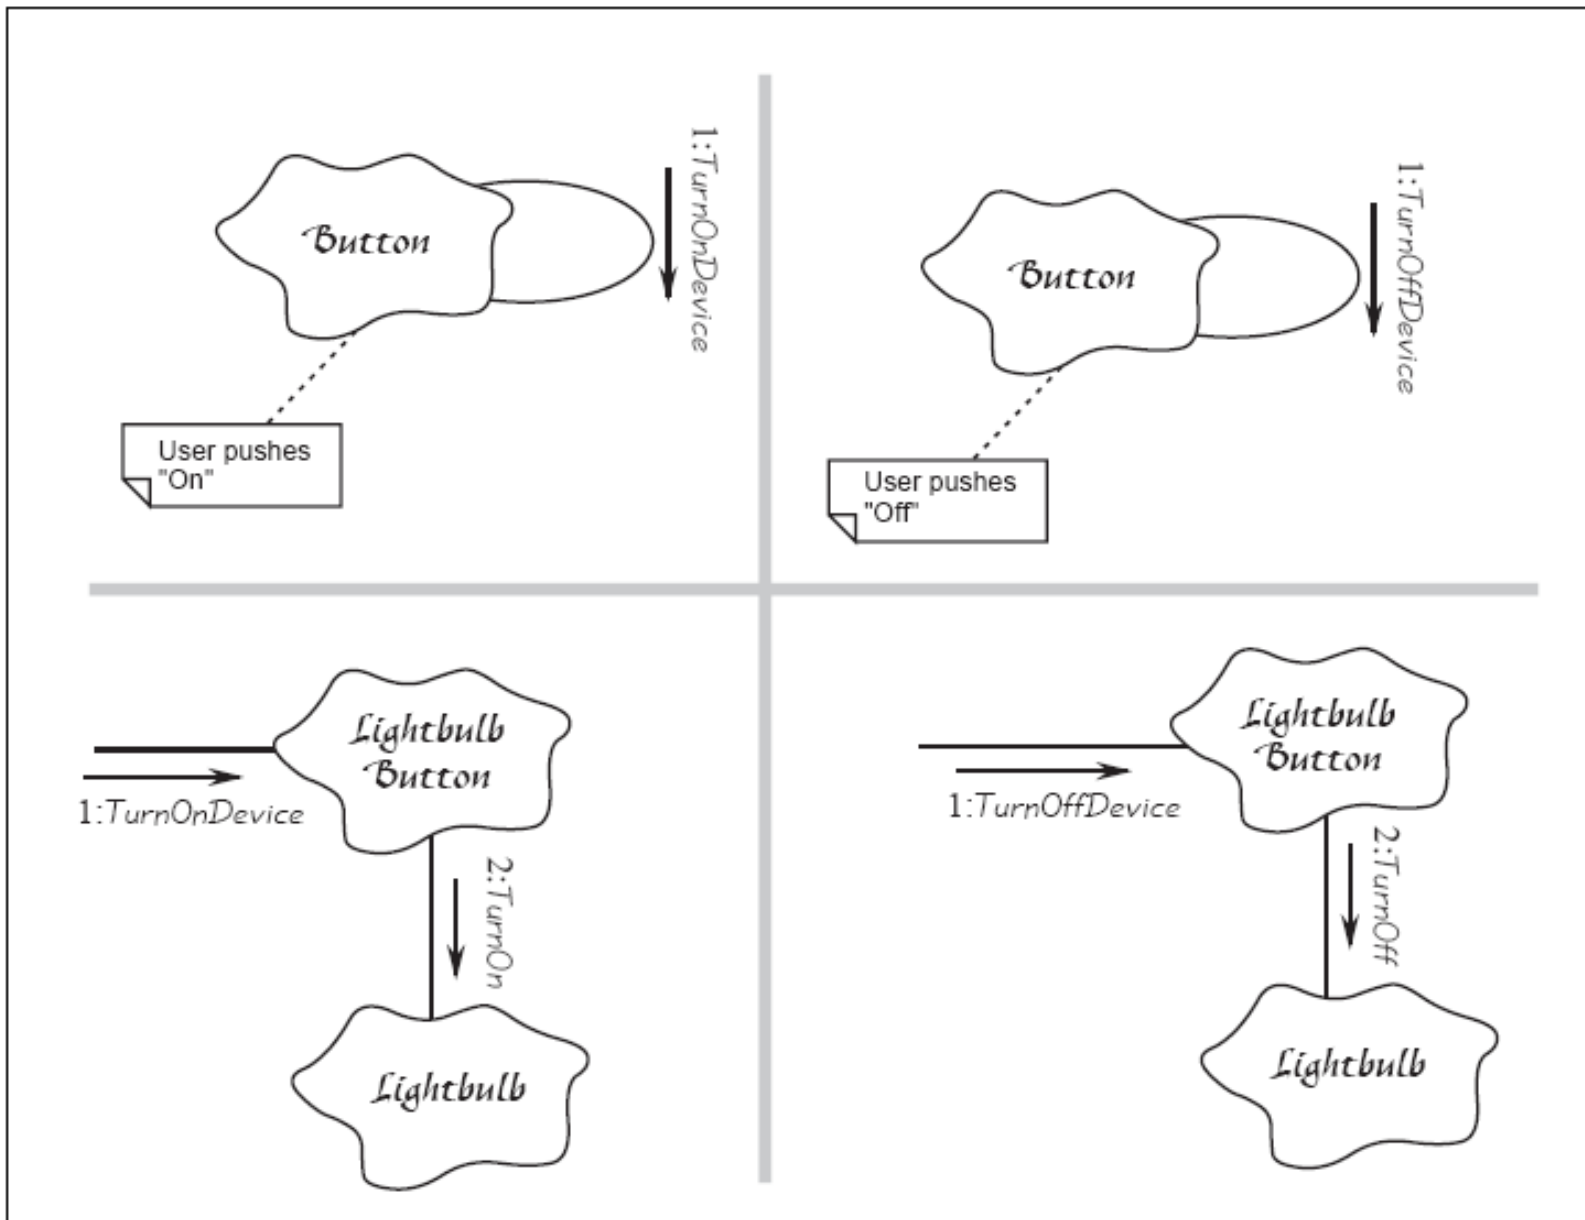 Button
1:TurnOnDevice
User pushes
"On"
Button
1:TurnOffDevice
User pushes
"Off"
Lightbulb
Button
1:TurnOnDevice
2:TurnOn
Lightbulb
Lightbulb
Button
1:TurnOffDevice
2:TurnOff
Lightbulb